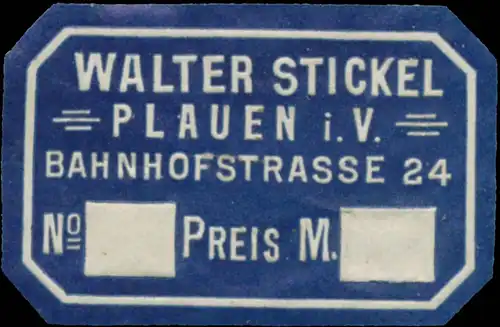 WALTER STICKEL
PLAUEN i.V.
BAHNHOFSTRASSE 24
No PREIS M.